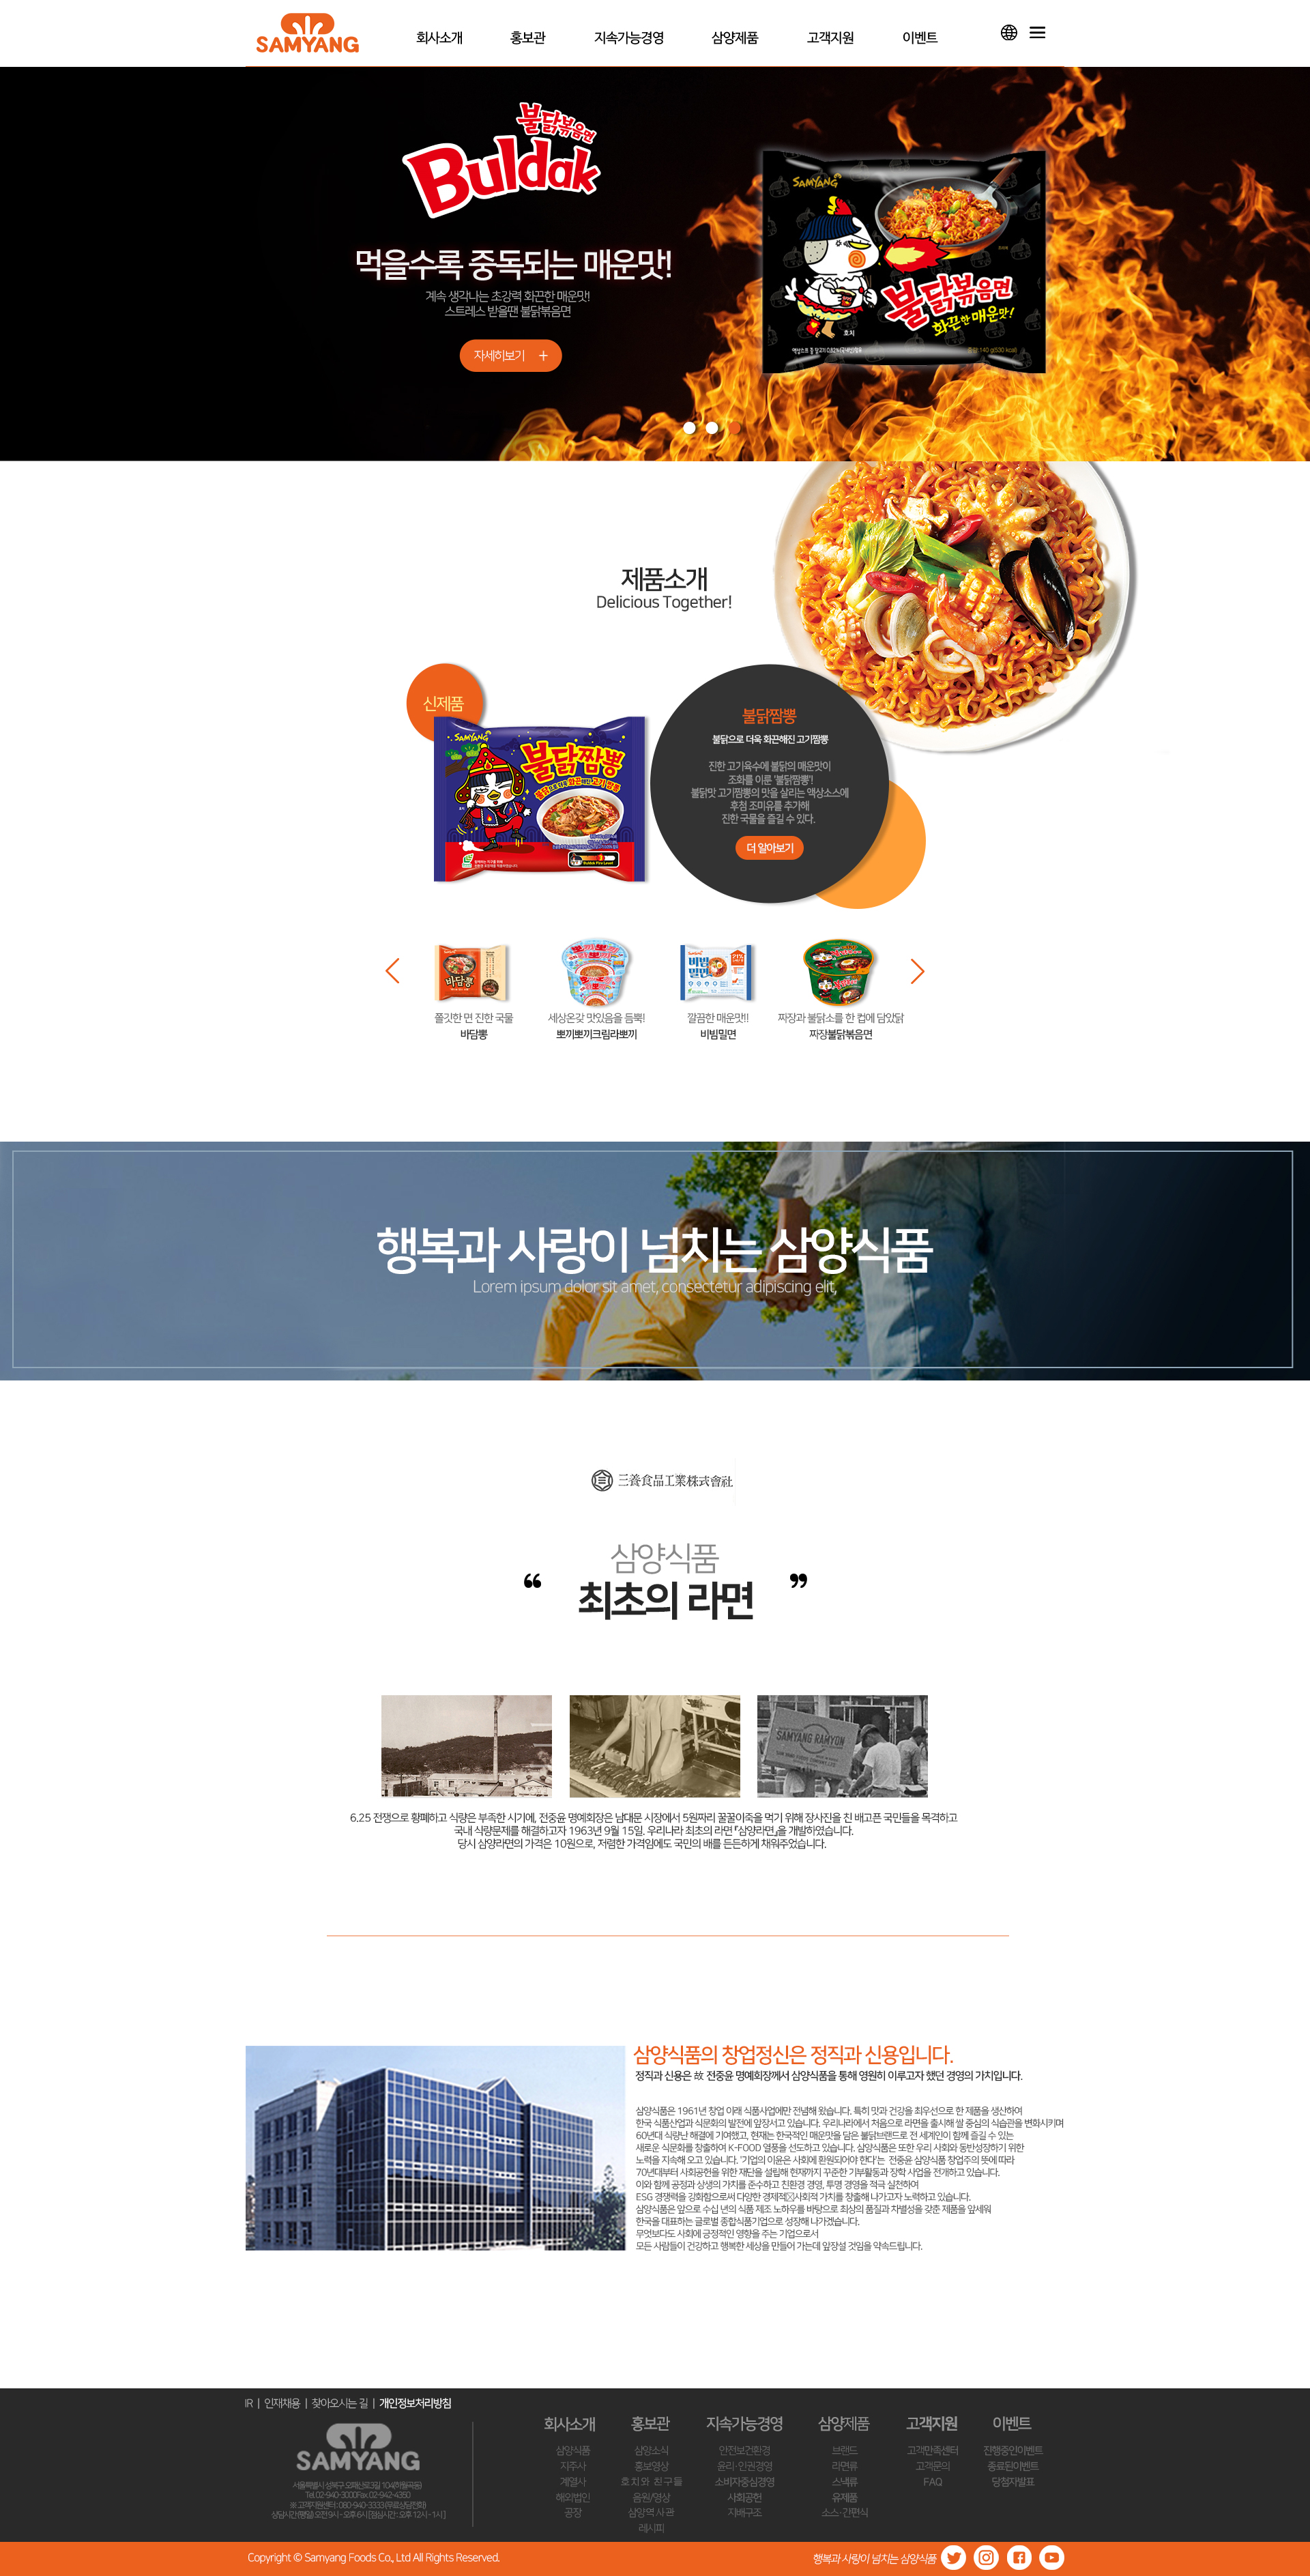 SAMYANG
회사소개 홍보관 지속가능경영 삼양제품 고객지원 이벤트
불닭볶음면
Buldak
먹을수록 중독되는 매운맛!
계속 생각나는 초강력 화끈한 매운맛!
스트레스 받을땐 불닭볶음면
자세히보기 +
SAMYANG
불닭볶음면
화끈한 매운맛!
호치
중량 140 g(530 kcal)
제품소개
Delicious Together!
신제품
SAMYANG
불닭짬뽕
불닭으로 더욱 화끈해진 고기짬뽕
불닭짬뽕
불닭으로 더욱 화끈해진 고기짬뽕
진한 고기육수에 불닭의 매운맛이
조화를 이룬 '불닭짬뽕'!
불닭맛 고기짬뽕의 맛을 살리는 액상소스에
후첨 조미유를 추가해
진한 국물을 즐길 수 있다.
더 알아보기
바담뽕
비빔밀면
쫄깃한 면 진한 국물
바담뽕
세상온갖 맛있음을 듬뿍!
뽀끼뽀끼크림라뽀끼
깔끔한 매운맛!!
비빔밀면
짜장과 불닭소를 한 컵에 담았닭
짜장불닭볶음면
행복과 사랑이 넘치는 삼양식품
Lorem ipsum dolor sit amet, consectetur adipiscing elit,
三養食品工業株式會社
삼양식품
“ 최초의 라면 ”
SAMYANG RAMYUN
6.25 전쟁으로 황폐하고 식량은 부족한 시기에, 전중윤 명예회장은 남대문 시장에서 5원짜리 꿀꿀이죽을 먹기 위해 장사진을 친 배고픈 국민들을 목격하고
국내 식량문제를 해결하고자 1963년 9월 15일. 우리나라 최초의 라면 『삼양라면』을 개발하였습니다.
당시 삼양라면의 가격은 10원으로, 저렴한 가격임에도 국민의 배를 든든하게 채워주었습니다.
삼양식품의 창업정신은 정직과 신용입니다.
정직과 신용은 故 전중윤 명예회장께서 삼양식품을 통해 영원히 이루고자 했던 경영의 가치입니다.
삼양식품은 1961년 창업 이래 식품사업에만 전념해 왔습니다. 특히 맛과 건강을 최우선으로 한 제품을 생산하여
한국 식품산업과 식문화의 발전에 앞장서고 있습니다. 우리나라에서 처음으로 라면을 출시해 쌀 중심의 식습관을 변화시키며
60년대 식량난 해결에 기여했고, 현재는 한국적인 매운맛을 담은 불닭브랜드로 전 세계인이 함께 즐길 수 있는
새로운 식문화를 창출하여 K-FOOD 열풍을 선도하고 있습니다. 삼양식품은 또한 우리 사회와 동반성장하기 위한
노력을 지속해 오고 있습니다. '기업의 이윤은 사회에 환원되어야 한다'는 전중윤 삼양식품 창업주의 뜻에 따라
70년대부터 사회공헌을 위한 재단을 설립해 현재까지 꾸준한 기부활동과 장학 사업을 전개하고 있습니다.
이와 함께 공정과 상생의 가치를 준수하고 친환경 경영, 투명 경영을 적극 실천하여
ESG 경쟁력을 강화함으로써 다양한 경제적 사회적 가치를 창출해 나가고자 노력하고 있습니다.
삼양식품은 앞으로 수십 년의 식품 제조 노하우를 바탕으로 최상의 품질과 차별성을 갖춘 제품을 앞세워
한국을 대표하는 글로벌 종합식품기업으로 성장해 나가겠습니다.
무엇보다도 사회에 긍정적인 영향을 주는 기업으로서
모든 사람들이 건강하고 행복한 세상을 만들어 가는데 앞장설 것임을 약속드립니다.
IR | 인재채용 | 찾아오시는 길 | 개인정보처리방침
SAMYANG
서울특별시 성북구 오패산로3길 104(하월곡동)
Tel. 02-940-3000Fax. 02-942-4350
※ 고객지원센터 : 080-940-3333 (무료상담전화)
상담시간 (평일) 오전 9시 - 오후 6시 [점심시간 : 오후 12시 - 1시]
회사소개
삼양식품
지주사
계열사
해외법인
공장
홍보관
삼양소식
홍보영상
호치와 친구들
음원/영상
삼양역사관
레시피
지속가능경영
안전보건환경
윤리·인권경영
소비자중심경영
사회공헌
지배구조
삼양제품
브랜드
라면류
스낵류
유제품
소스·간편식
고객지원
고객만족센터
고객문의
FAQ
이벤트
진행중인이벤트
종료된이벤트
당첨자발표
Copyright © Samyang Foods Co., Ltd All Rights Reserved.
행복과 사랑이 넘치는 삼양식품